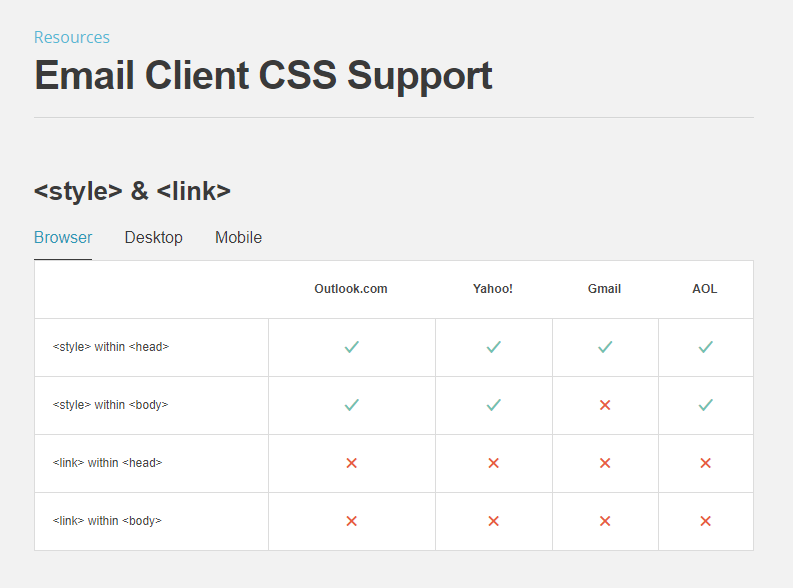 Resources
Email Client CSS Support
<style> & <link>
Browser Desktop Mobile
Outlook.com Yahoo! Gmail AOL
<style> within <head>
<style> within <body>
<link> within <head>
<link> within <body>